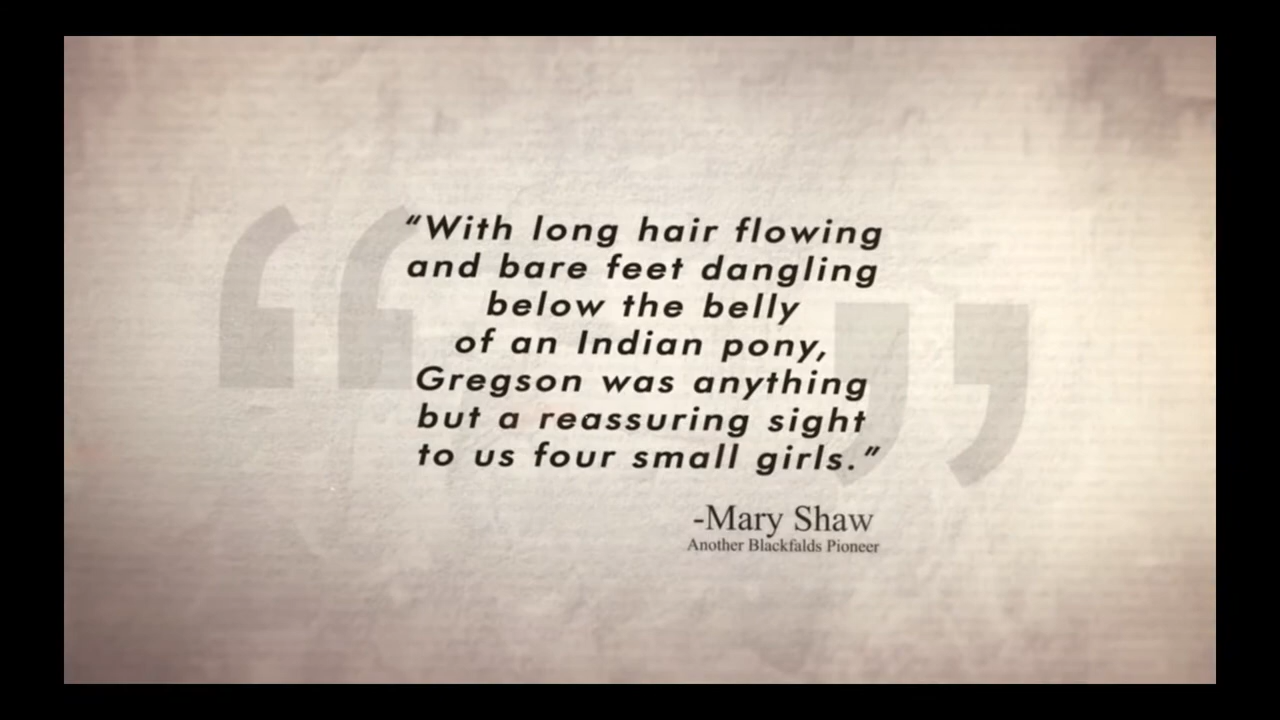 “With long hair flowing
and bare feet dangling
below the belly
of an Indian pony,
Gregson was anything
but a reassuring sight
to us four small girls.”
-Mary Shaw
Another Blackfalds Pioneer